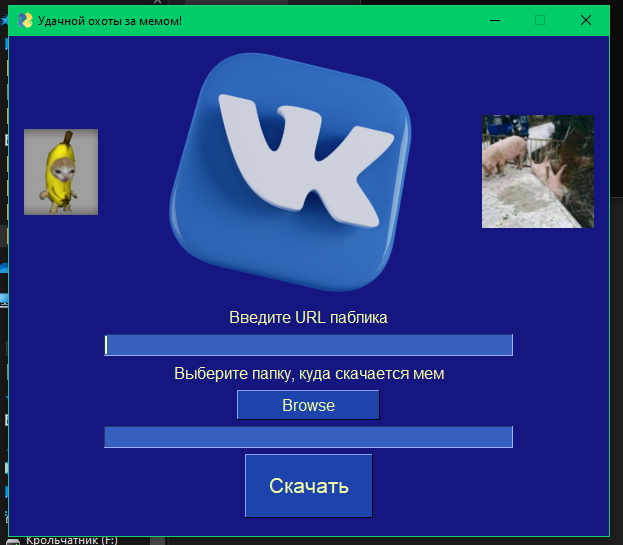 Удачной охоты за мемом!
Введите URL паблика
Выберите папку, куда скачается мем
Browse
Скачать
Крольчатник (F:)